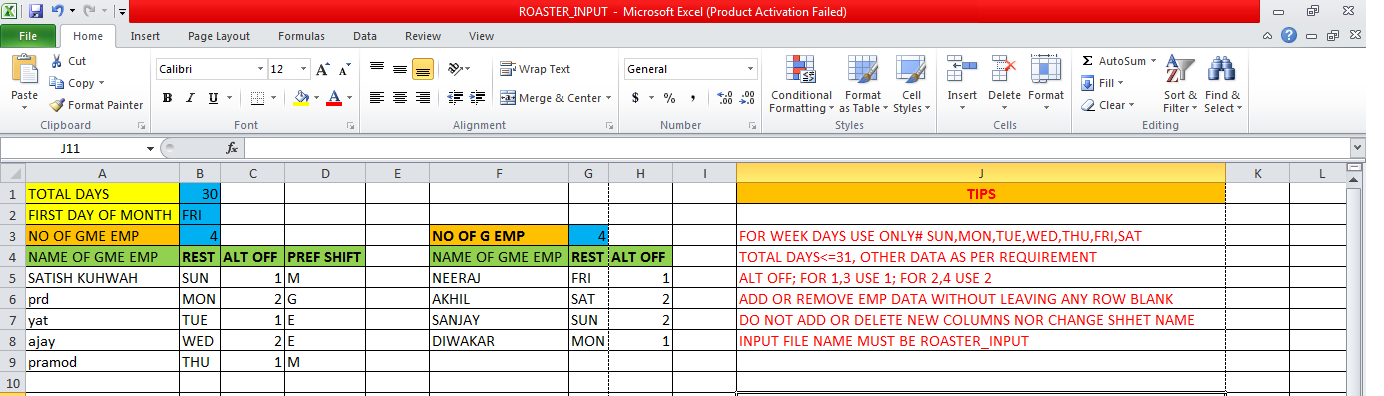 ROASTER_INPUT - Microsoft Excel (Product Activation Failed)
File Home Insert Page Layout Formulas Data Review View
Paste Cut Copy Format Painter Clipboard
Calibri 12 A A B I U A Font
Wrap Text Merge & Center Alignment
General $ % , .00 .0 Number
Conditional Formatting Format as Table Cell Styles Styles
Insert Delete Format Cells
Σ AutoSum Fill Clear Sort & Filter Find & Select Editing
J11 fx
A B C D E F G H I J K L
1 TOTAL DAYS 30 TIPS
2 FIRST DAY OF MONTH FRI
3 NO OF GME EMP 4 NO OF G EMP 4 FOR WEEK DAYS USE ONLY# SUN,MON,TUE,WED,THU,FRI,SAT
4 NAME OF GME EMP REST ALT OFF PREF SHIFT NAME OF GME EMP REST ALT OFF TOTAL DAYS<=31, OTHER DATA AS PER REQUIREMENT
5 SATISH KUHWAH SUN 1 M NEERAJ FRI 1 ALT OFF; FOR 1,3 USE 1; FOR 2,4 USE 2
6 prd MON 2 G AKHIL SAT 2 ADD OR REMOVE EMP DATA WITHOUT LEAVING ANY ROW BLANK
7 yat TUE 1 E SANJAY SUN 2 DO NOT ADD OR DELETE NEW COLUMNS NOR CHANGE SHHET NAME
8 ajay WED 2 E DIWAKAR MON 1 INPUT FILE NAME MUST BE ROASTER_INPUT
9 pramod THU 1 M
10